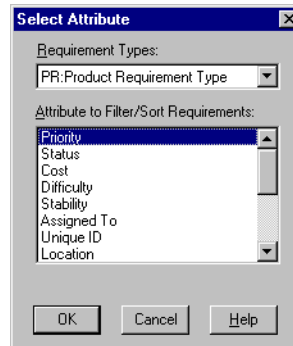 Select Attribute
Requirement Types:
PR:Product Requirement Type
Attribute to Filter/Sort Requirements:
Priority
Status
Cost
Difficulty
Stability
Assigned To
Unique ID
Location
OK Cancel Help